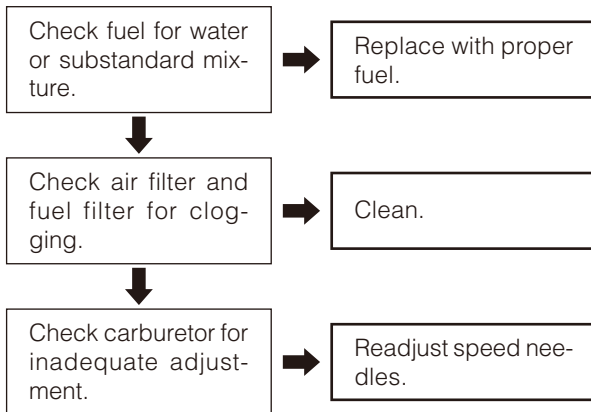 Check fuel for water
or substandard mix-
ture.
Replace with proper
fuel.
Check air filter and
fuel filter for clog-
ging.
Clean.
Check carburetor for
inadequate adjust-
ment.
Readjust speed nee-
dles.